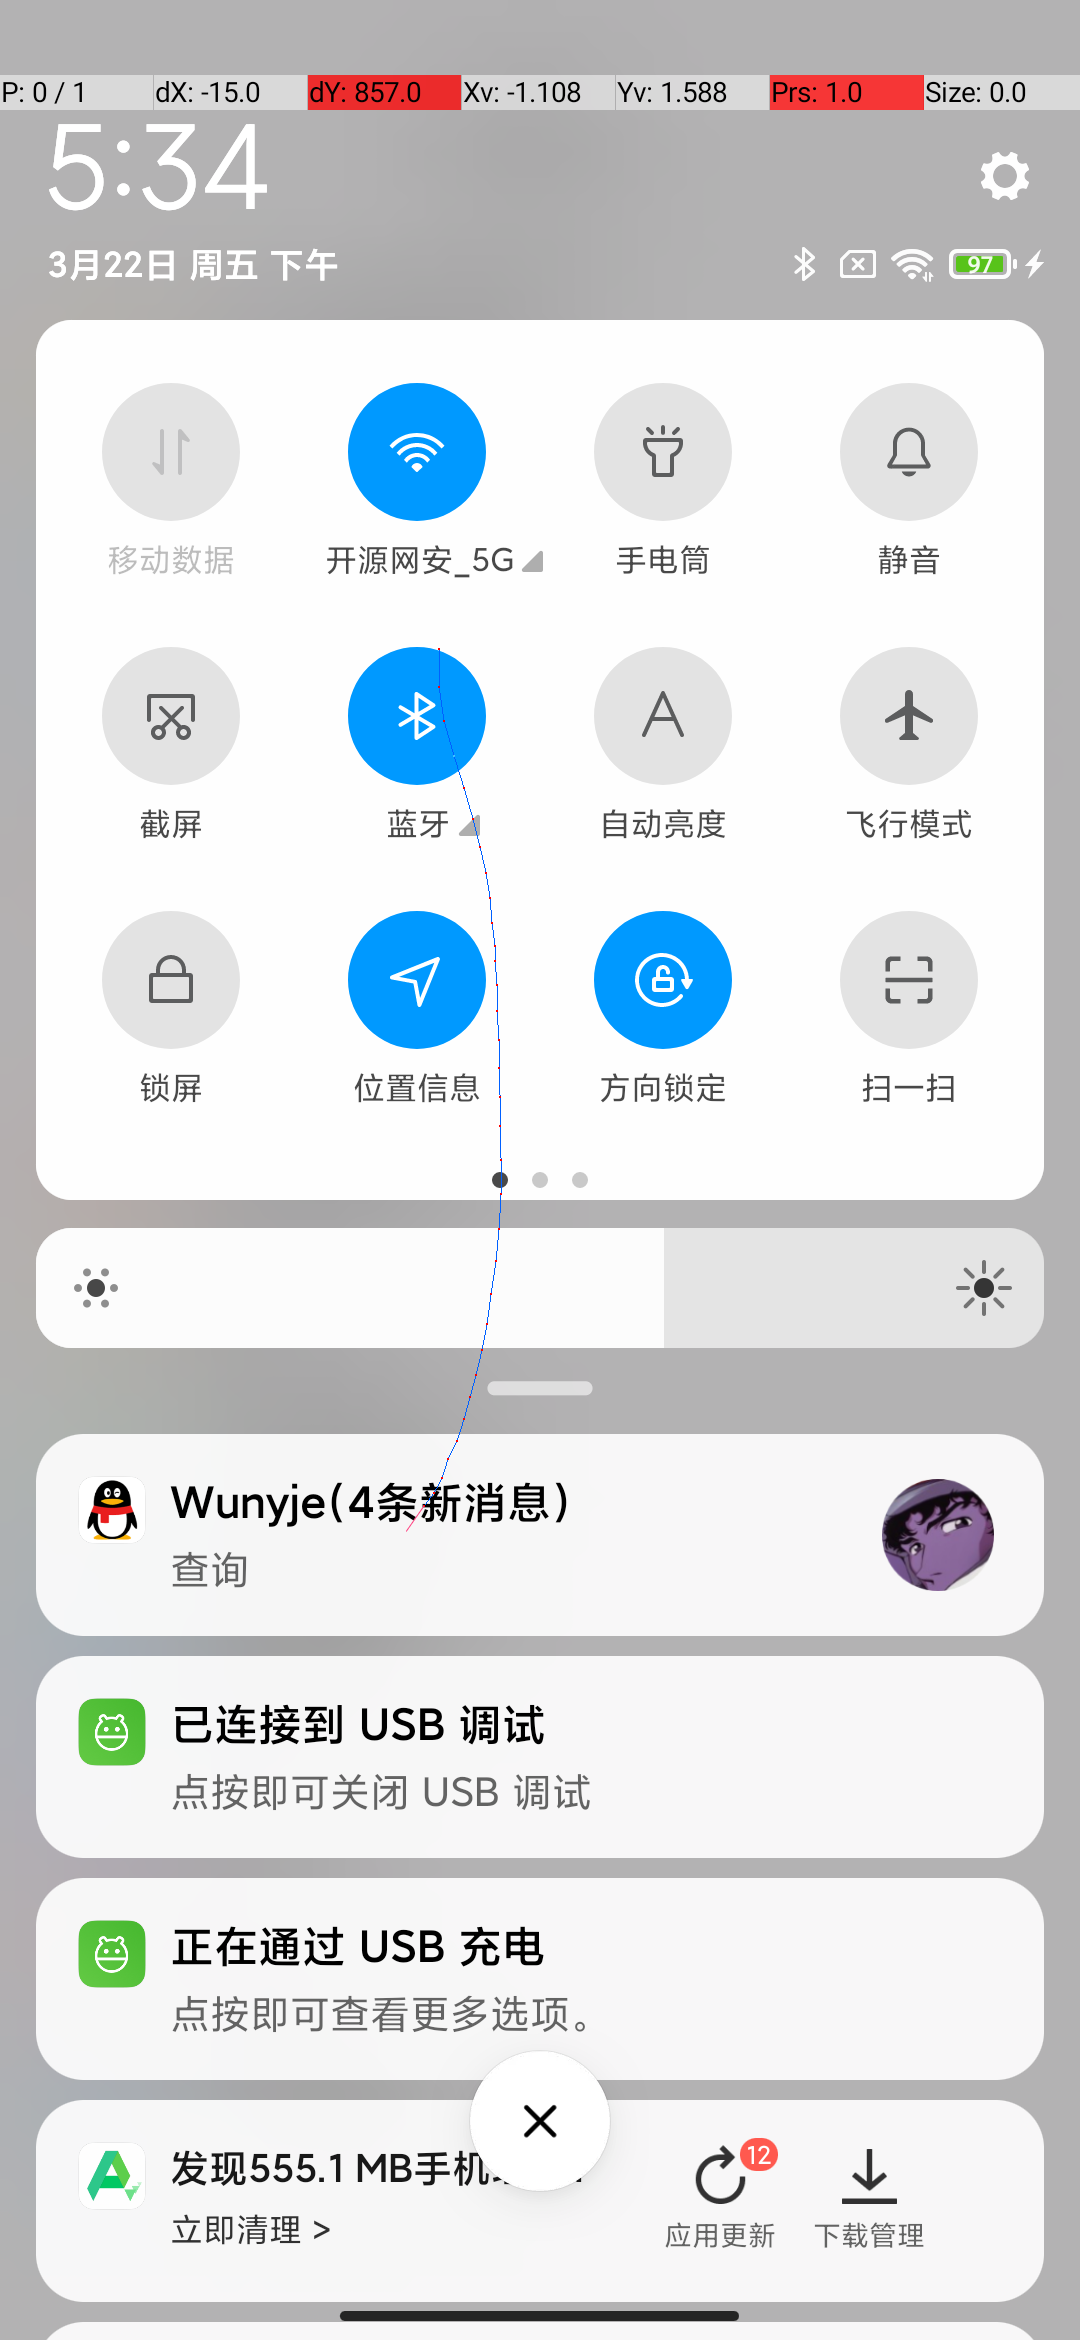 P: 0 / 1 dX: -15.0 dY: 857.0 Xv: -1.108 Yv: 1.588 Prs: 1.0 Size: 0.0
5:34
3月22日 周五 下午 97
移动数据 开源网安_5G 手电筒 静音
截屏 蓝牙 自动亮度 飞行模式
锁屏 位置信息 方向锁定 扫一扫
Wunyje(4条新消息)
查询
已连接到 USB 调试
点按即可关闭 USB 调试
正在通过 USB 充电
点按即可查看更多选项。
发现555.1 MB手机 12
立即清理 > 应用更新 下载管理